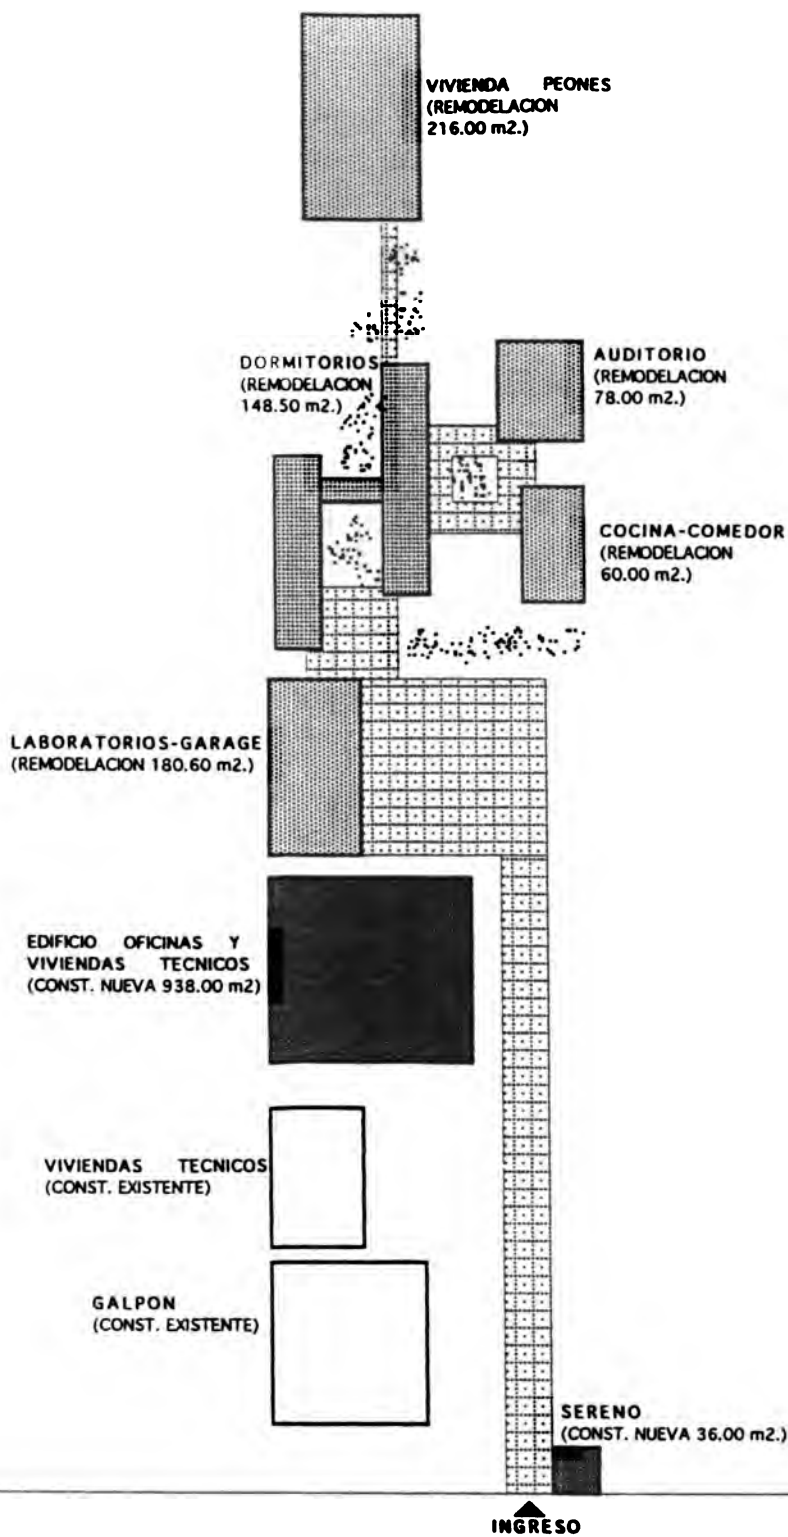 VIVIENDA PEONES
(REMODELACION
216.00 m2.)
DORMITORIOS
(REMODELACION
148.50 m2.)
AUDITORIO
(REMODELACION
78.00 m2.)
COCINA-COMEDOR
(REMODELACION
60.00 m2.)
LABORATORIOS-GARAGE
(REMODELACION 180.60 m2.)
EDIFICIO OFICINAS Y
VIVIENDAS TECNICOS
(CONST. NUEVA 938.00 m2)
VIVIENDAS TECNICOS
(CONST. EXISTENTE)
GALPON
(CONST. EXISTENTE)
SERENO
(CONST. NUEVA 36.00 m2.)
INGRESO